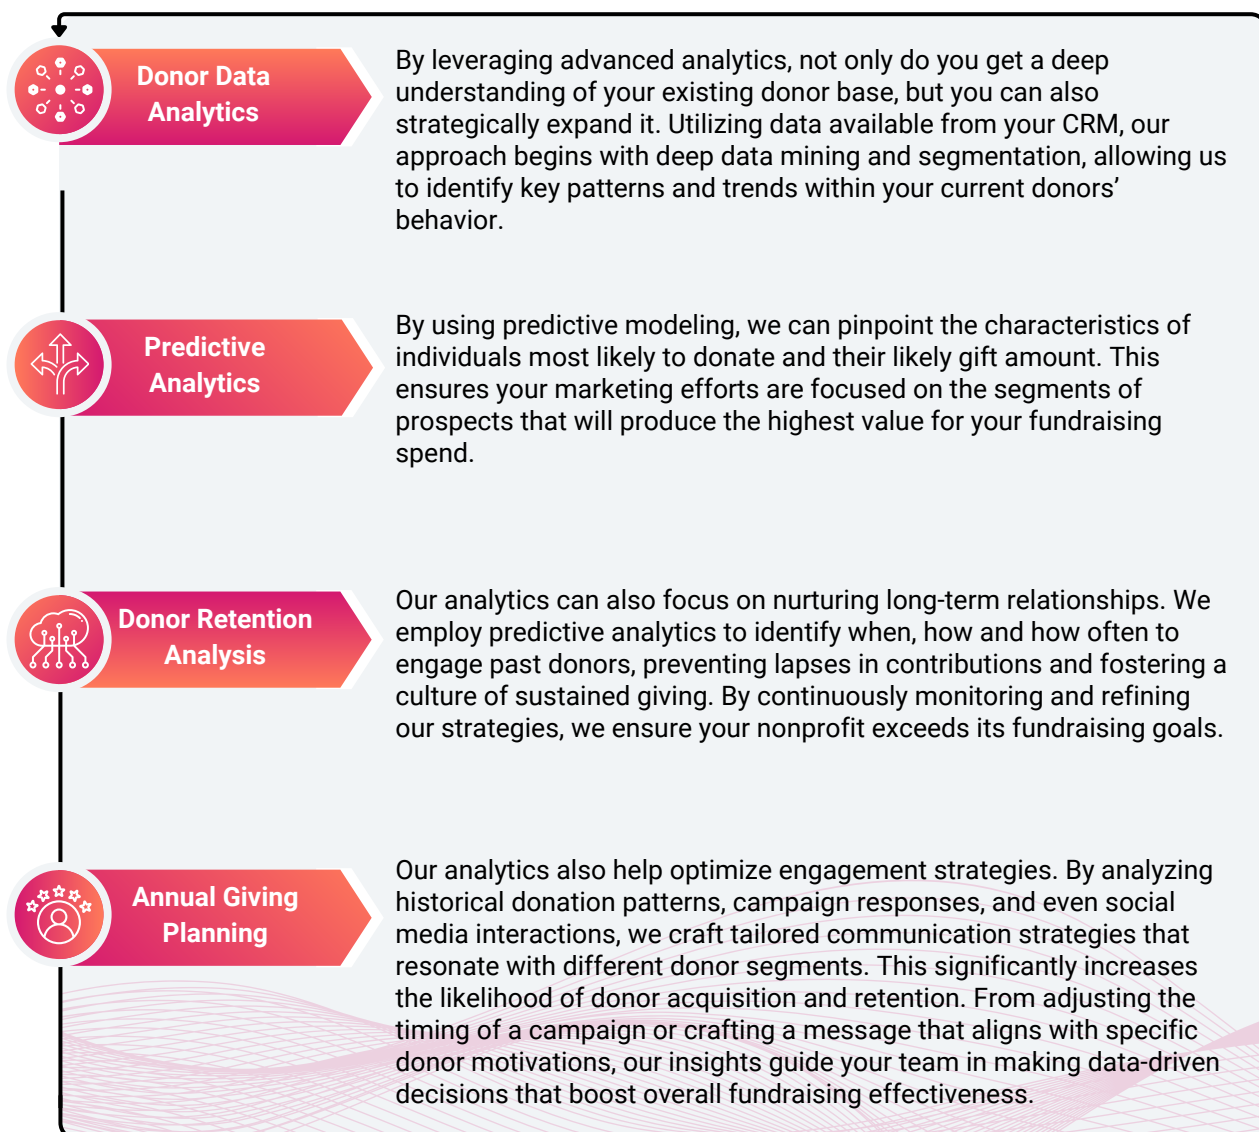 Donor Data
Analytics
By leveraging advanced analytics, not only do you get a deep
understanding of your existing donor base, but you can also
strategically expand it. Utilizing data available from your CRM, our
approach begins with deep data mining and segmentation, allowing us
to identify key patterns and trends within your current donors’
behavior.
Predictive
Analytics
By using predictive modeling, we can pinpoint the characteristics of
individuals most likely to donate and their likely gift amount. This
ensures your marketing efforts are focused on the segments of
prospects that will produce the highest value for your fundraising
spend.
Donor Retention
Analysis
Our analytics can also focus on nurturing long-term relationships. We
employ predictive analytics to identify when, how and how often to
engage past donors, preventing lapses in contributions and fostering a
culture of sustained giving. By continuously monitoring and refining
our strategies, we ensure your nonprofit exceeds its fundraising goals.
Annual Giving
Planning
Our analytics also help optimize engagement strategies. By analyzing
historical donation patterns, campaign responses, and even social
media interactions, we craft tailored communication strategies that
resonate with different donor segments. This significantly increases
the likelihood of donor acquisition and retention. From adjusting the
timing of a campaign or crafting a message that aligns with specific
donor motivations, our insights guide your team in making data-driven
decisions that boost overall fundraising effectiveness.